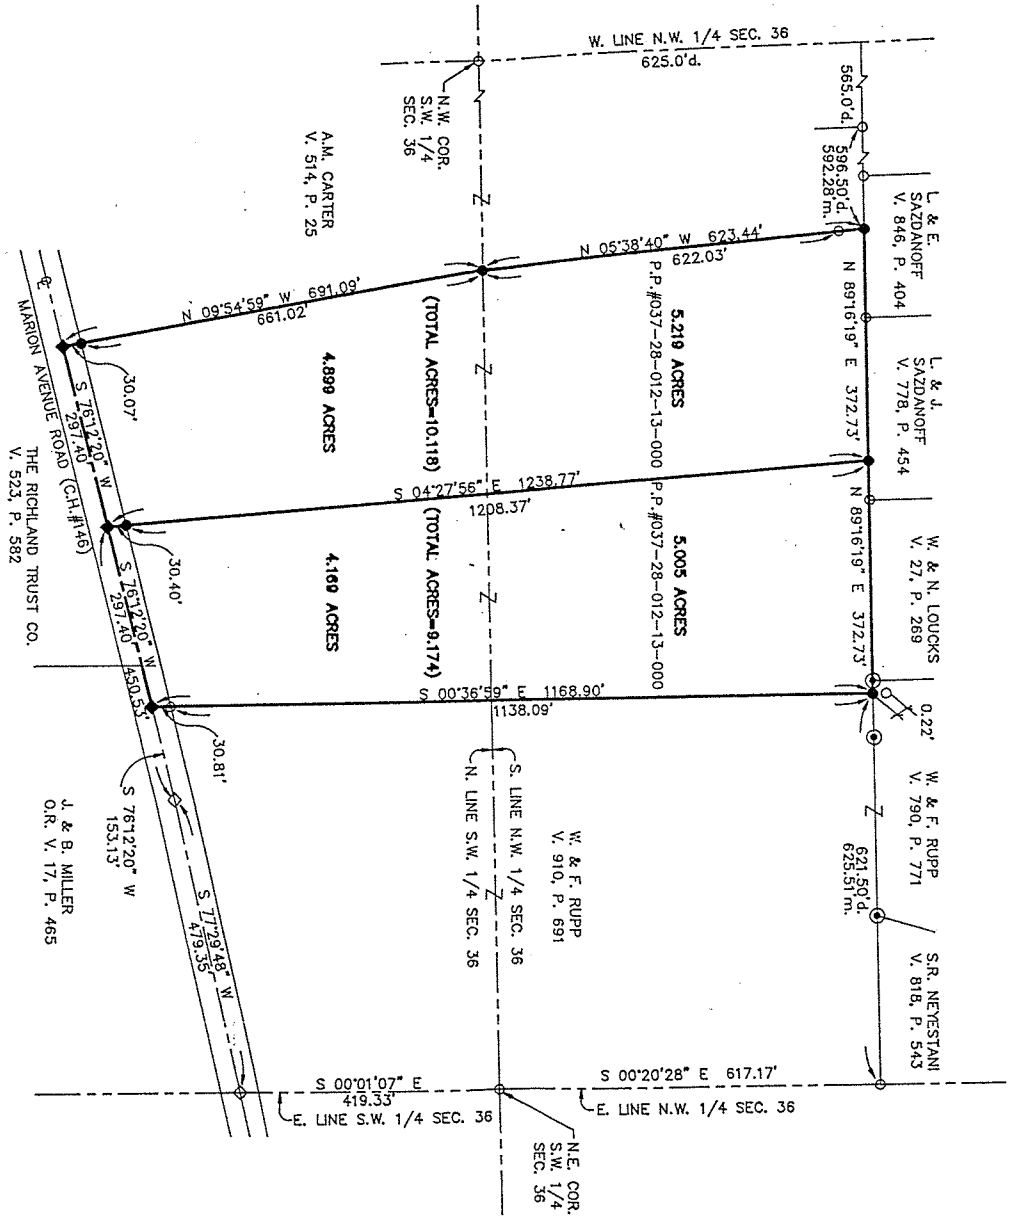 W. LINE N.W. 1/4 SEC. 36
625.0'd.
N.W. COR.
S.W. 1/4
SEC. 36
A.M. CARTER
V. 514, P. 25
565.0'd.
596.50'd.
592.28'm.
L. & E.
SAZDANOFF
V. 846, P. 404
L. & J.
SAZDANOFF
V. 778, P. 454
W. & N. LOUCKS
V. 27, P. 269
W. & F. RUPP
V. 790, P. 771
S.R. NEYESTANI
V. 818, P. 543
N 05°38'40" W 623.44'
622.03'
N 09°54'59" W 691.09'
661.02'
N 89°16'19" E 372.73'
N 89°16'19" E 372.73'
0.22'
621.50'd.
625.51'm.
5.219 ACRES
P.P.#037-28-012-13-000
(TOTAL ACRES=10.118)
4.899 ACRES
S 04°27'56" E 1238.77'
1208.37'
5.005 ACRES
P.P.#037-28-012-13-000
(TOTAL ACRES=9.174)
4.169 ACRES
S 00°36'59" E 1168.90'
1138.09'
30.07'
30.40'
30.81'
S 76°12'20" W
297.40'
S 76°12'20" W
297.40'
450.53'
MARION AVENUE ROAD (C.H.#146)
THE RICHLAND TRUST CO.
V. 523, P. 582
S 76°12'20" W
153.13'
S 77°29'48" W
479.35'
J. & B. MILLER
O.R. V. 17, P. 465
W. & F. RUPP
V. 910, P. 691
S. LINE N.W. 1/4 SEC. 36
N. LINE S.W. 1/4 SEC. 36
S 00°01'07" E
419.33'
E. LINE S.W. 1/4 SEC. 36
S 00°20'28" E 617.17'
E. LINE N.W. 1/4 SEC. 36
N.E. COR.
S.W. 1/4
SEC. 36